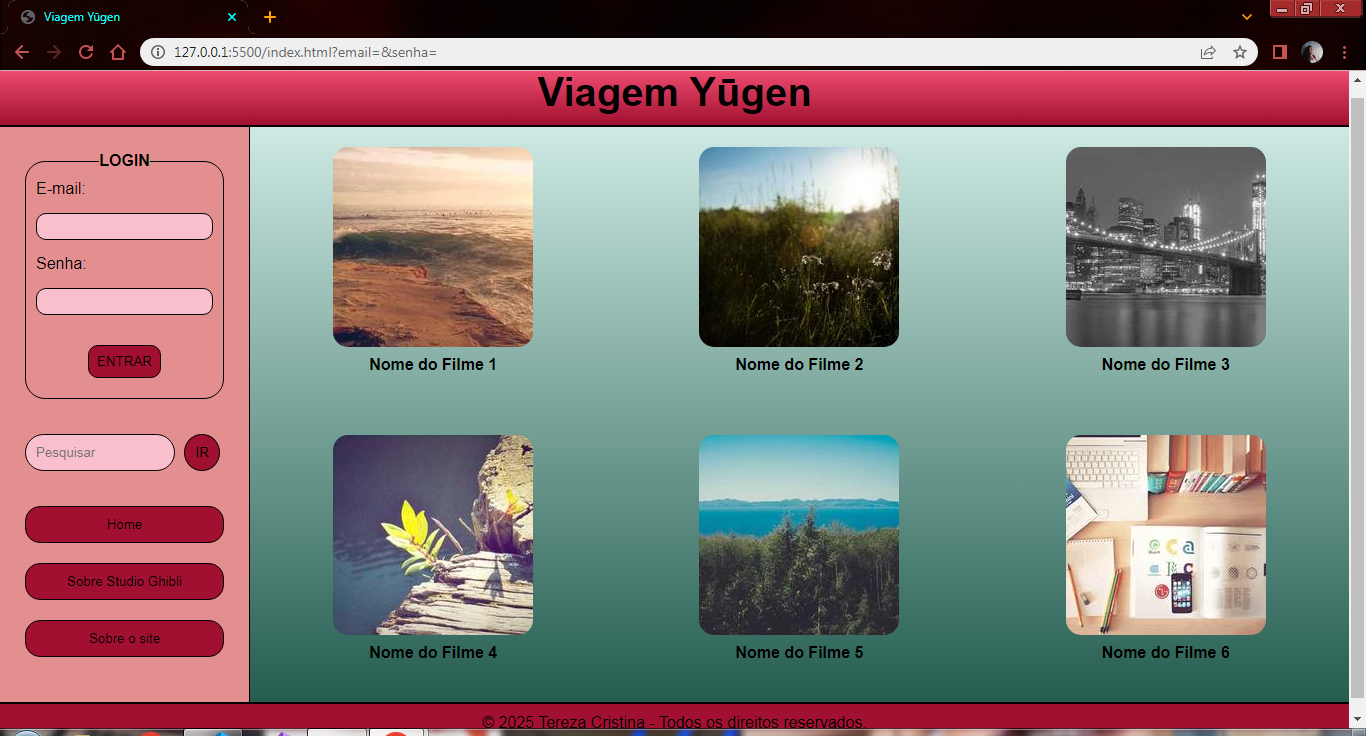 Viagem Yūgen
127.0.0.1:5500/index.html?email=&senha=
Viagem Yūgen
LOGIN
E-mail:
Senha:
ENTRAR
Pesquisar
IR
Home
Sobre Studio Ghibli
Sobre o site
Nome do Filme 1
Nome do Filme 2
Nome do Filme 3
Nome do Filme 4
Nome do Filme 5
Nome do Filme 6
© 2025 Tereza Cristina - Todos os direitos reservados.